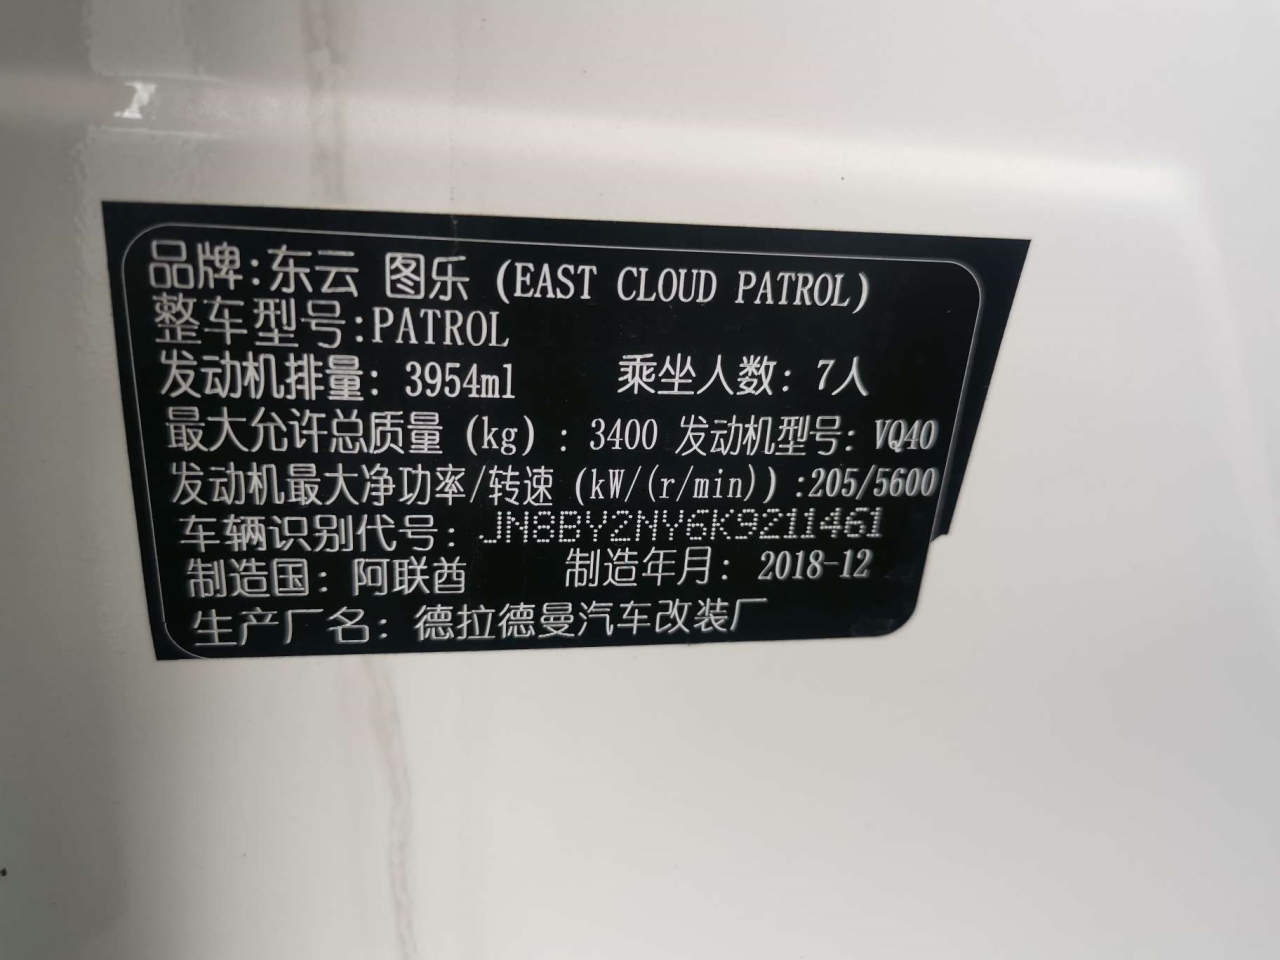 品牌:东云 图乐 (EAST CLOUD PATROL)
整车型号:PATROL
发动机排量: 3954ml 乘坐人数: 7人
最大允许总质量 (kg) : 3400 发动机型号: VQ40
发动机最大净功率/转速 (kW/(r/min)) :205/5600
车辆识别代号: JN8BY2NY6K9211461
制造国: 阿联酋 制造年月: 2018-12
生产厂名: 德拉德曼汽车改装厂